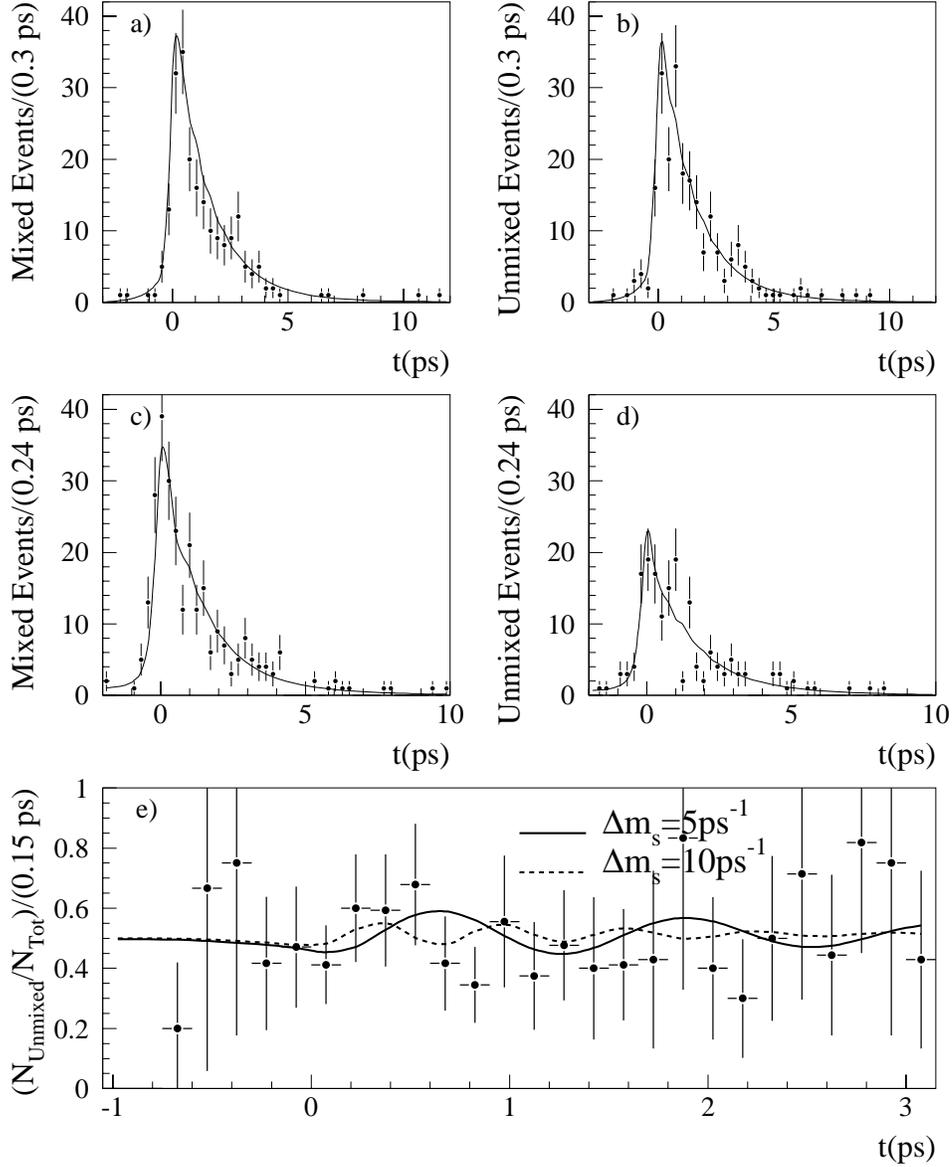 a)
Mixed Events/(0.3 ps)
40
30
20
10
0
0 5 10
t(ps)
b)
Unmixed Events/(0.3 ps)
40
30
20
10
0
0 5 10
t(ps)
c)
Mixed Events/(0.24 ps)
40
30
20
10
0
0 5 10
t(ps)
d)
Unmixed Events/(0.24 ps)
40
30
20
10
0
0 5 10
t(ps)
e)
(N_Unmixed/N_Tot)/(0.15 ps)
1
0.8
0.6
0.4
0.2
0
Δm_s=5ps^-1
Δm_s=10ps^-1
-1 0 1 2 3
t(ps)